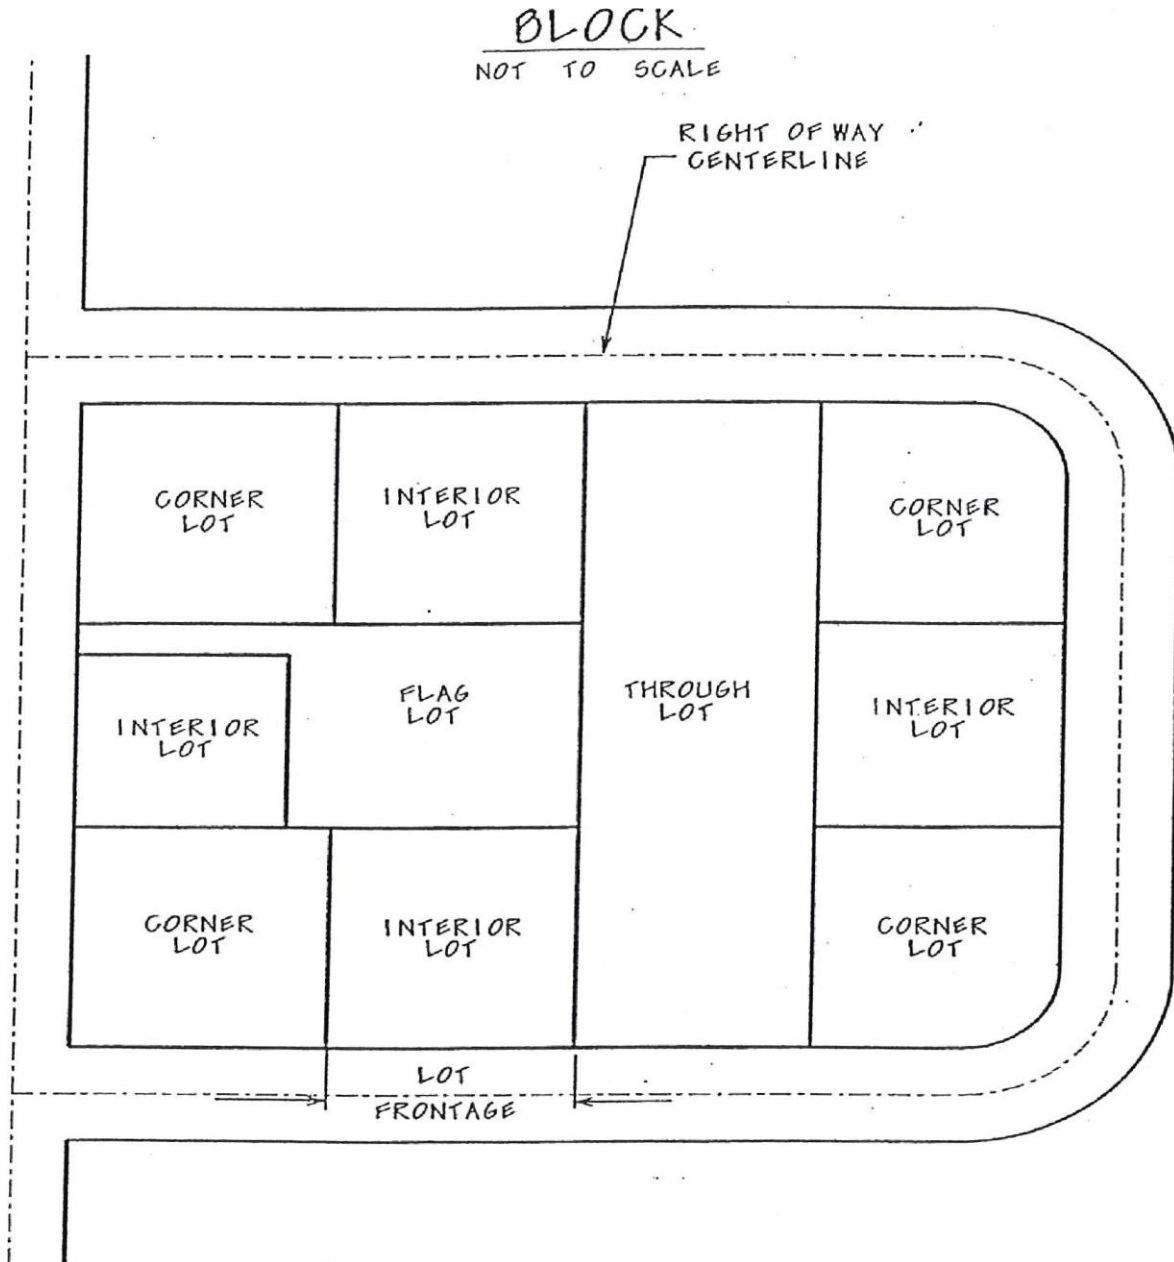 BLOCK
NOT TO SCALE
RIGHT OF WAY
CENTERLINE
CORNER
LOT
INTERIOR
LOT
CORNER
LOT
FLAG
LOT
THROUGH
LOT
INTERIOR
LOT
INTERIOR
LOT
CORNER
LOT
INTERIOR
LOT
CORNER
LOT
LOT
FRONTAGE